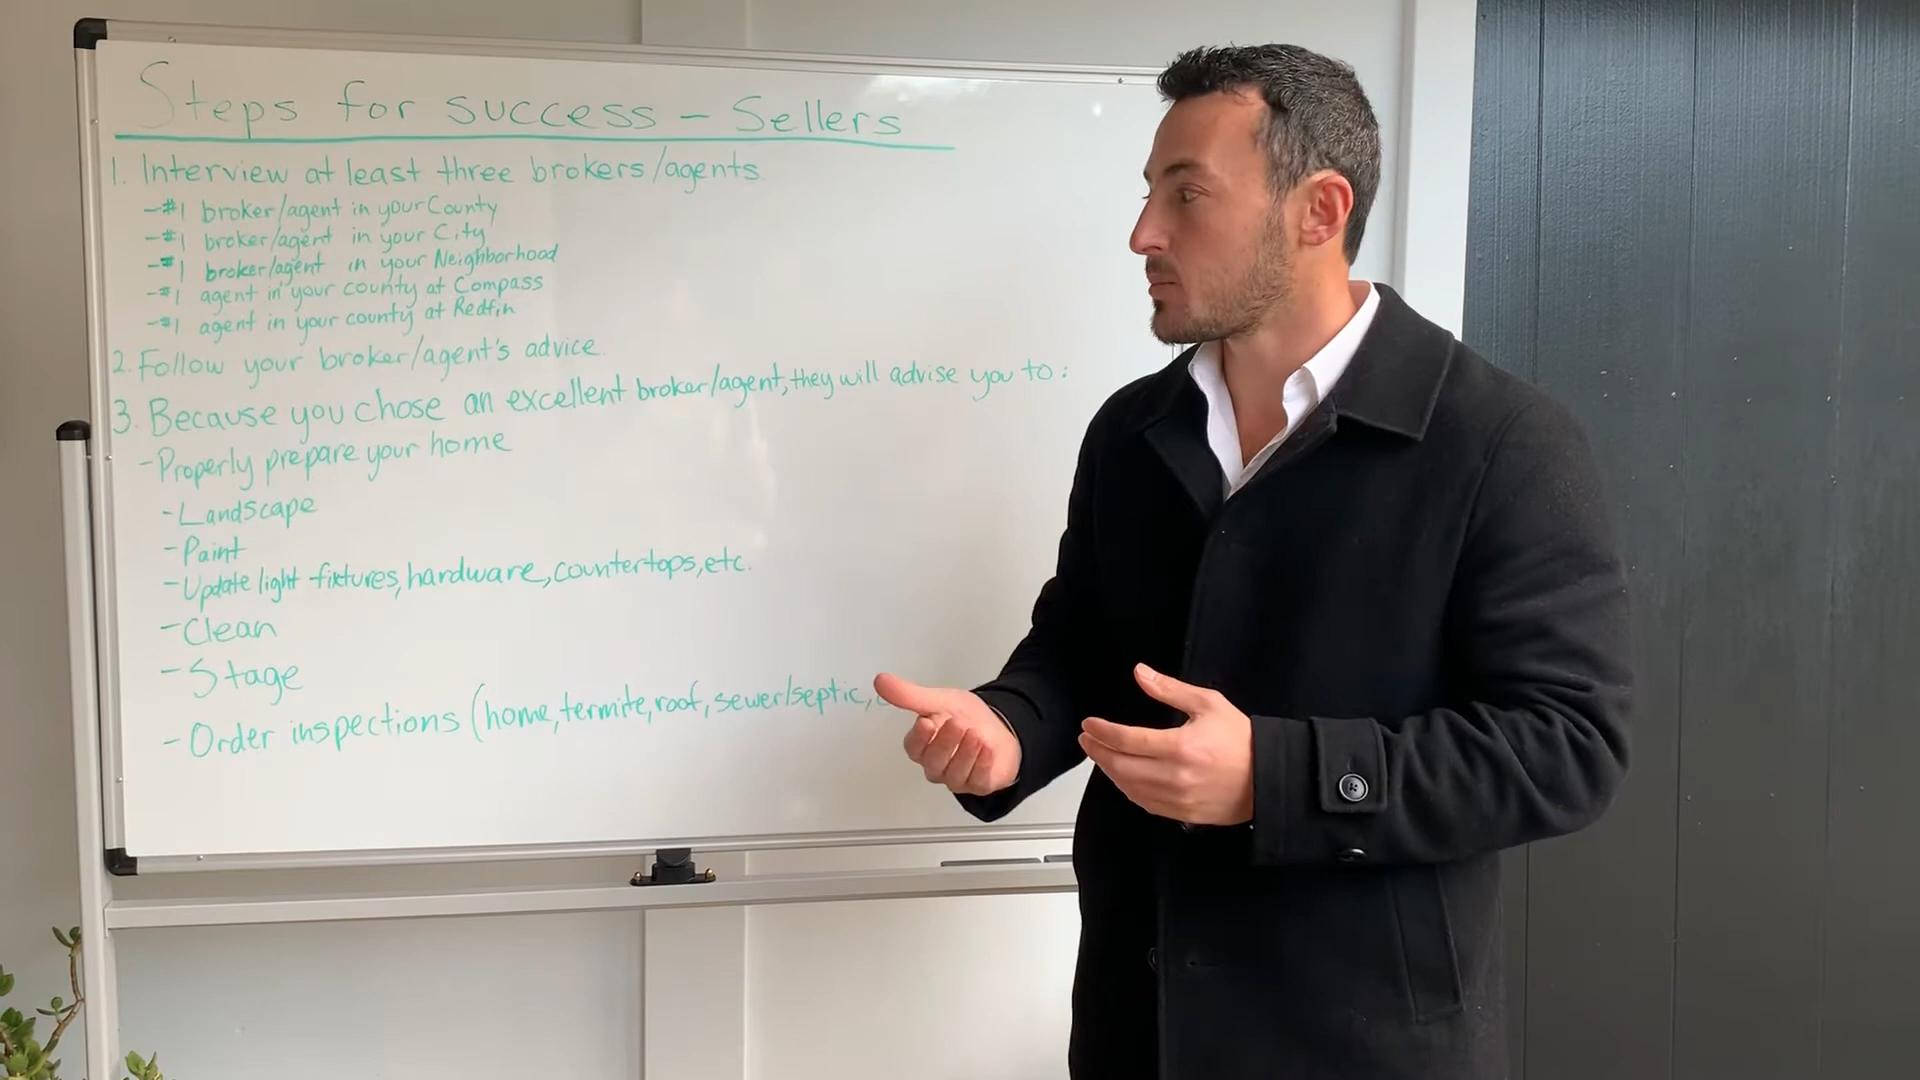 Steps for success - Sellers
1. Interview at least three brokers/agents
-#1 broker/agent in your County
-#1 broker/agent in your City
-#1 broker/agent in your Neighborhood
-#1 agent in your county at Compass
-#1 agent in your county at Redfin
2. Follow your broker/agent's advice.
3. Because you chose an excellent broker/agent, they will advise you to:
-Properly prepare your home
-Landscape
-Paint
-Update light fixtures, hardware, countertops, etc.
-Clean
-Stage
-Order inspections (home, termite, roof, sewer/septic,